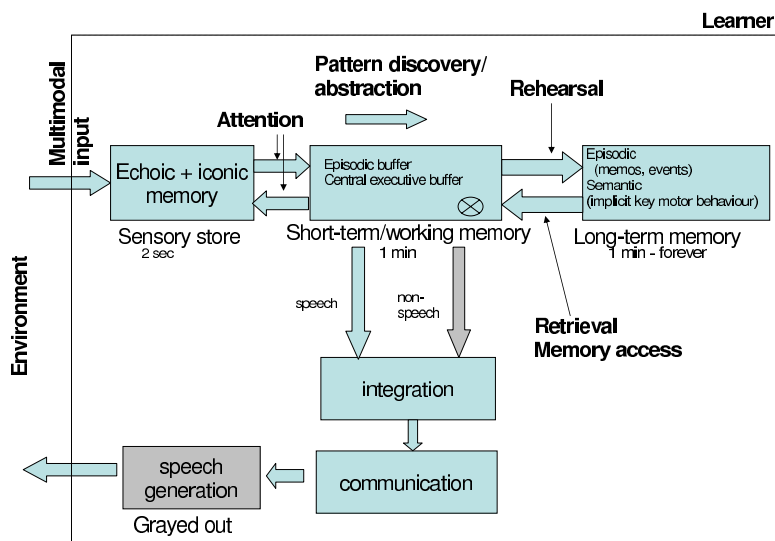 Learner
Pattern discovery/
abstraction
Rehearsal
Attention
Multimodal
input
Echoic + iconic
memory
Episodic buffer
Central executive buffer
Episodic
(memos, events)
Semantic
(implicit key motor behaviour)
Sensory store
2 sec
Short-term/working memory
1 min
Long-term memory
1 min - forever
speech
non-
speech
Retrieval
Memory access
Environment
integration
communication
speech
generation
Grayed out